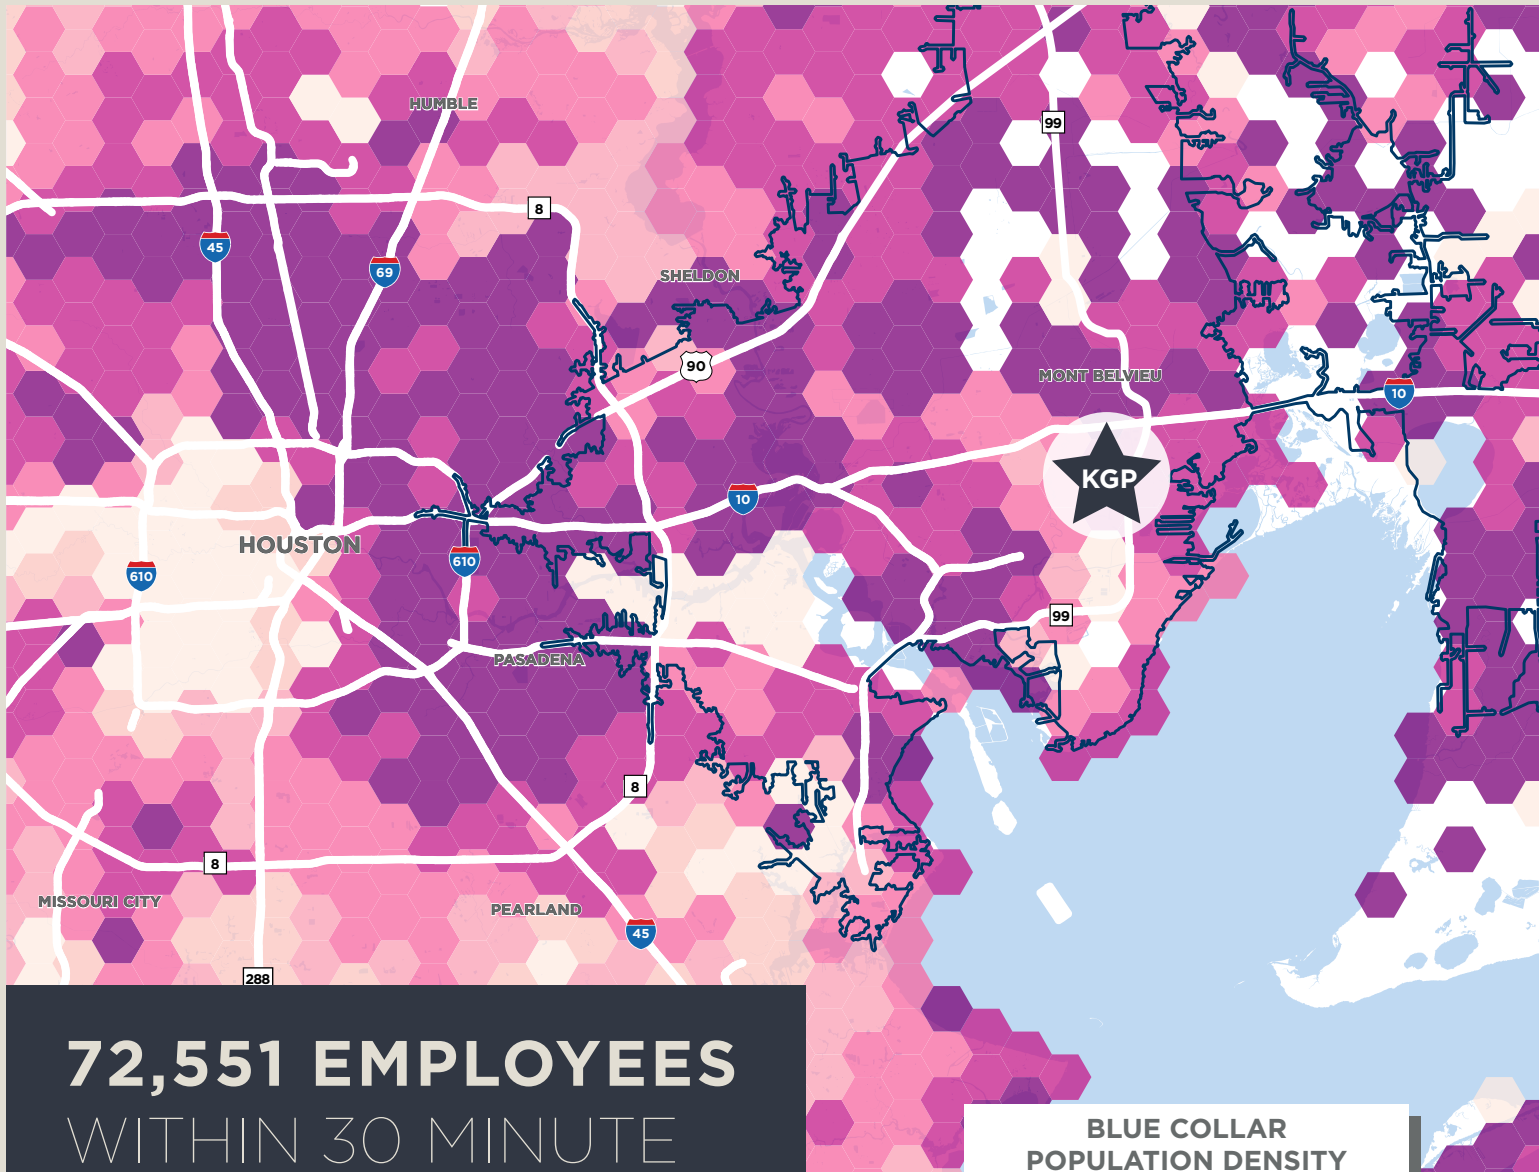 HUMBLE
99
8
45
69
SHELDON
90
MONT BELVIEU
10
KGP
10
HOUSTON
610
610
99
PASADENA
8
8
MISSOURI CITY
PEARLAND
45
288
72,551 EMPLOYEES
WITHIN 30 MINUTE
BLUE COLLAR
POPULATION DENSITY